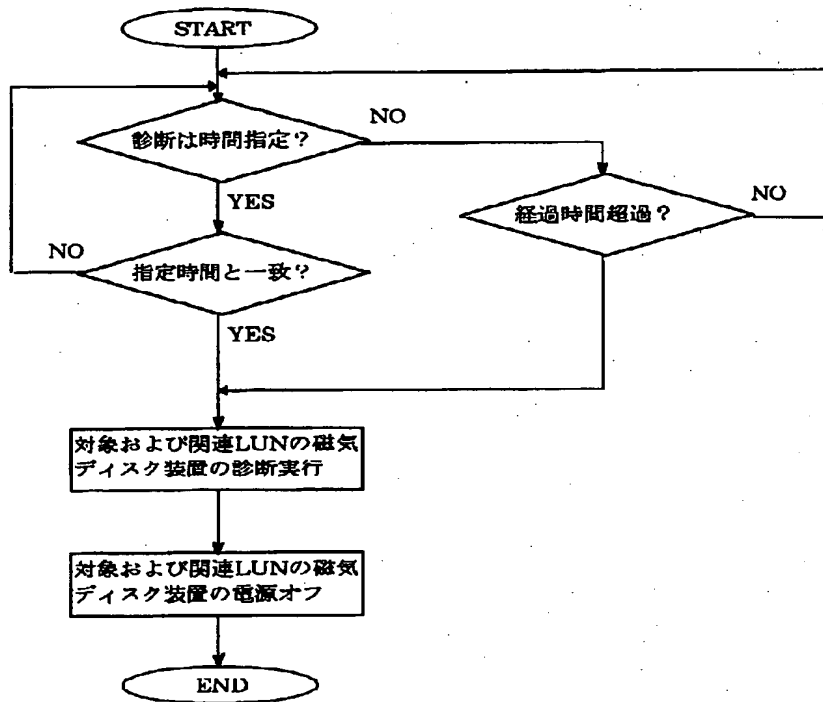 START
診断は時間指定？
NO
YES
経過時間超過？
NO
NO
指定時間と一致？
YES
対象および関連LUNの磁気
ディスク装置の診断実行
対象および関連LUNの磁気
ディスク装置の電源オフ
END